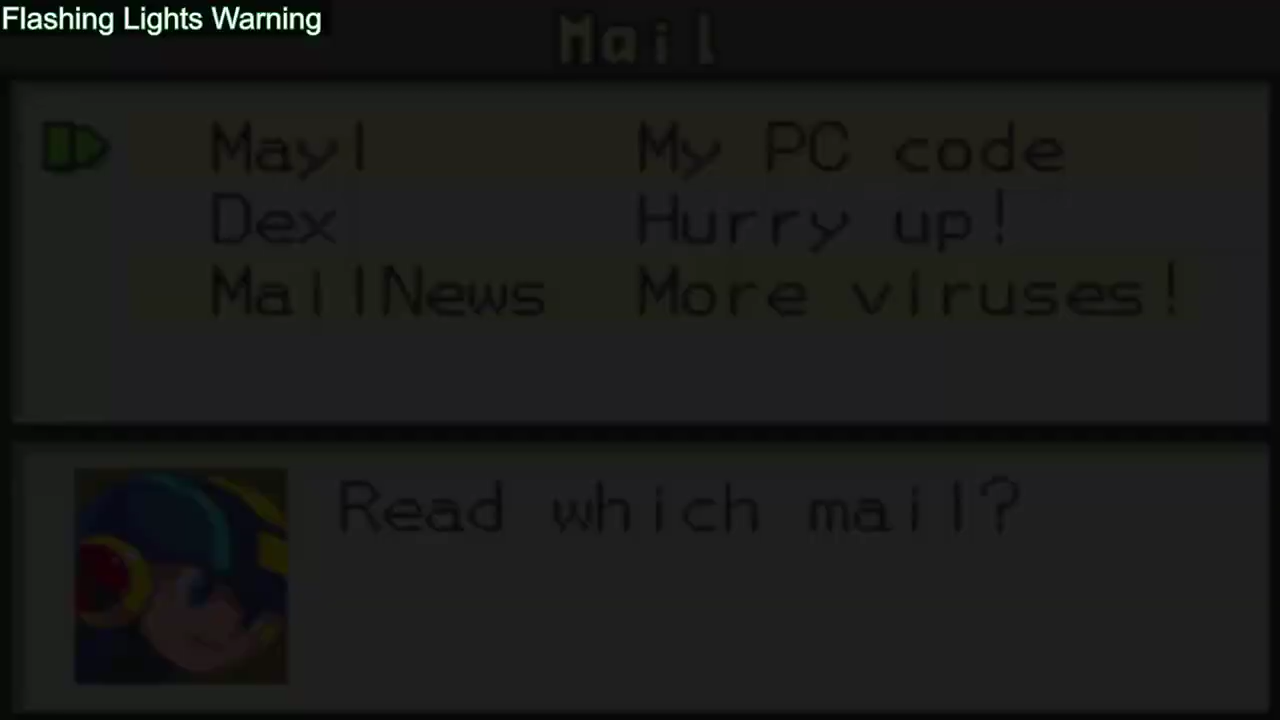 Flashing Lights Warning
Mail
Mayl My PC code
Dex Hurry up!
MailNews More viruses!
Read which mail?